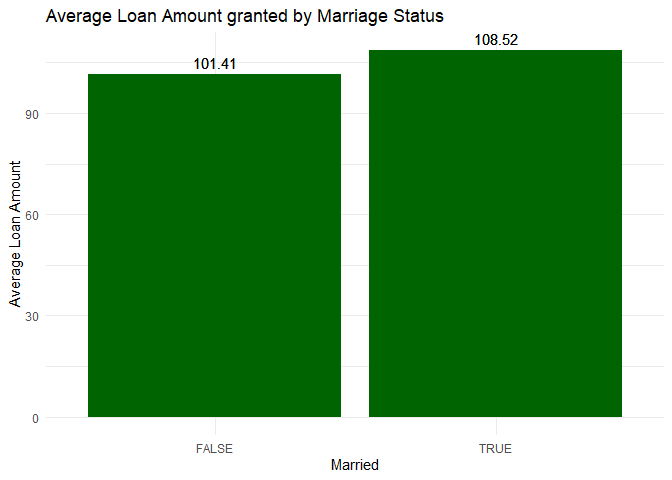 Average Loan Amount granted by Marriage Status
108.52
101.41
90
60
30
0
Average Loan Amount
FALSE
TRUE
Married